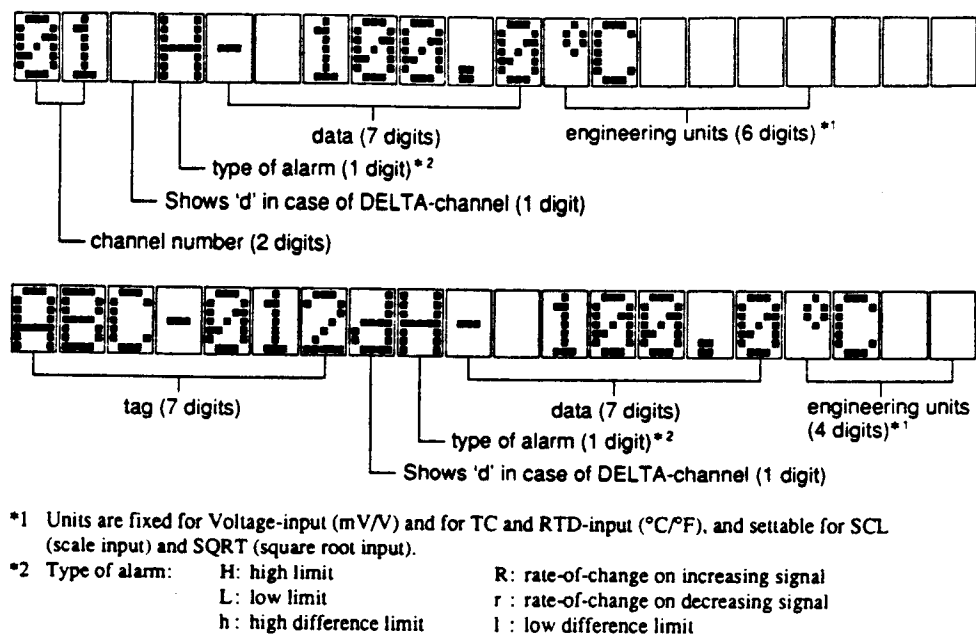 01 H- 100.0°C
data (7 digits)
engineering units (6 digits)*1
type of alarm (1 digit)*2
Shows 'd' in case of DELTA-channel (1 digit)
channel number (2 digits)
ABC-012dH- 100.0°C
tag (7 digits)
data (7 digits)
engineering units
(4 digits)*1
type of alarm (1 digit)*2
Shows 'd' in case of DELTA-channel (1 digit)
*1 Units are fixed for Voltage-input (mV/V) and for TC and RTD-input (°C/°F), and settable for SCL
(scale input) and SQRT (square root input).
*2 Type of alarm: H: high limit R: rate-of-change on increasing signal
L: low limit r : rate-of-change on decreasing signal
h: high difference limit l : low difference limit